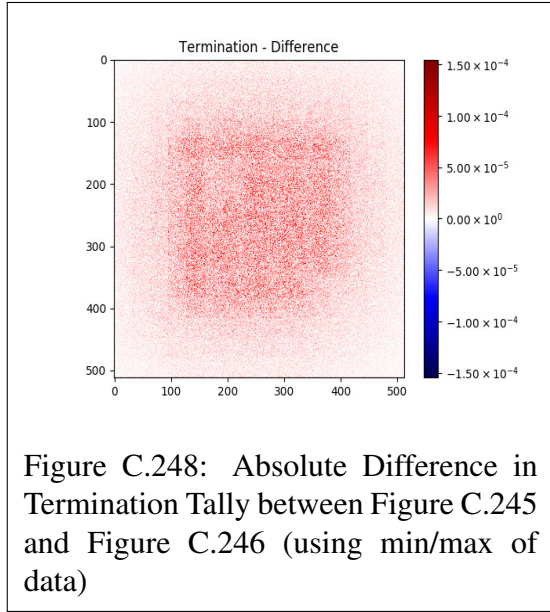 Termination - Difference
0
100
200
300
400
500
0 100 200 300 400 500
1.50 × 10⁻⁴
1.00 × 10⁻⁴
5.00 × 10⁻⁵
0.00 × 10⁰
−5.00 × 10⁻⁵
−1.00 × 10⁻⁴
−1.50 × 10⁻⁴
Figure C.248: Absolute Difference in
Termination Tally between Figure C.245
and Figure C.246 (using min/max of
data)